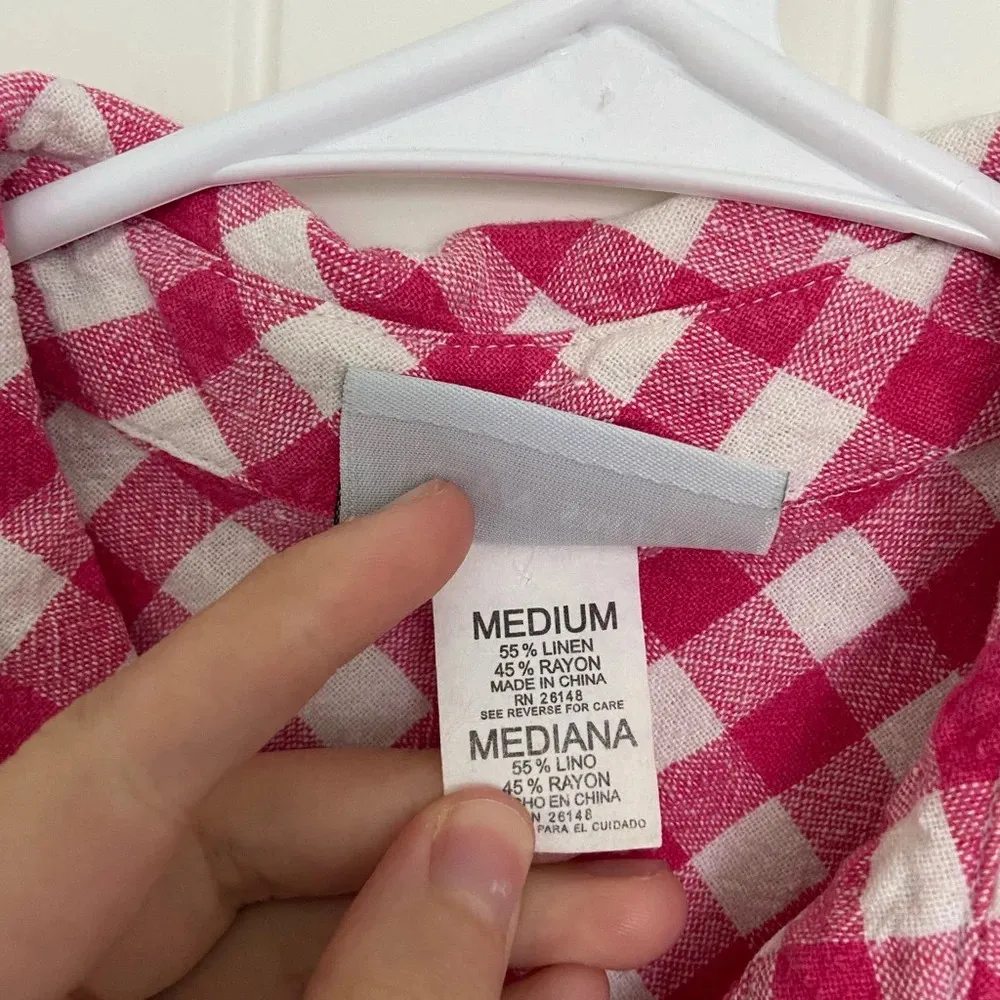 MEDIUM
55 % LINEN
45 % RAYON
MADE IN CHINA
RN 26148
SEE REVERSE FOR CARE
MEDIANA
55 % LINO
45 % RAYON
EN CHINA
26148
PARA EL CUIDADO